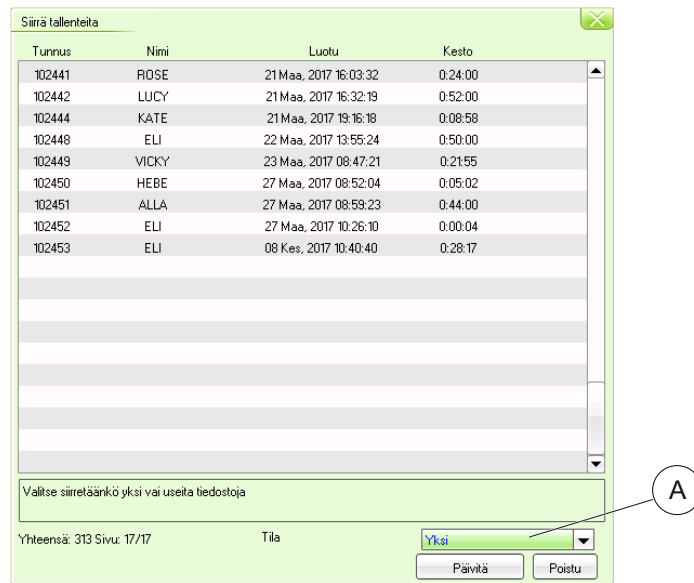 Siirrä tallenteita
Tunnus Nimi Luotu Kesto
102441 ROSE 21 Maa, 2017 16:03:32 0:24:00
102442 LUCY 21 Maa, 2017 16:32:19 0:52:00
102444 KATE 21 Maa, 2017 19:16:18 0:08:58
102448 ELI 22 Maa, 2017 13:55:24 0:50:00
102449 VICKY 23 Maa, 2017 08:47:21 0:21:55
102450 HEBE 27 Maa, 2017 08:52:04 0:05:02
102451 ALLA 27 Maa, 2017 08:59:23 0:44:00
102452 ELI 27 Maa, 2017 10:26:10 0:00:04
102453 ELI 08 Kes, 2017 10:40:40 0:28:17
Valitse siirretäänkö yksi vai useita tiedostoja
A
Yhteensä: 313 Sivu: 17/17 Tila Yksi
Päivitä Poistu